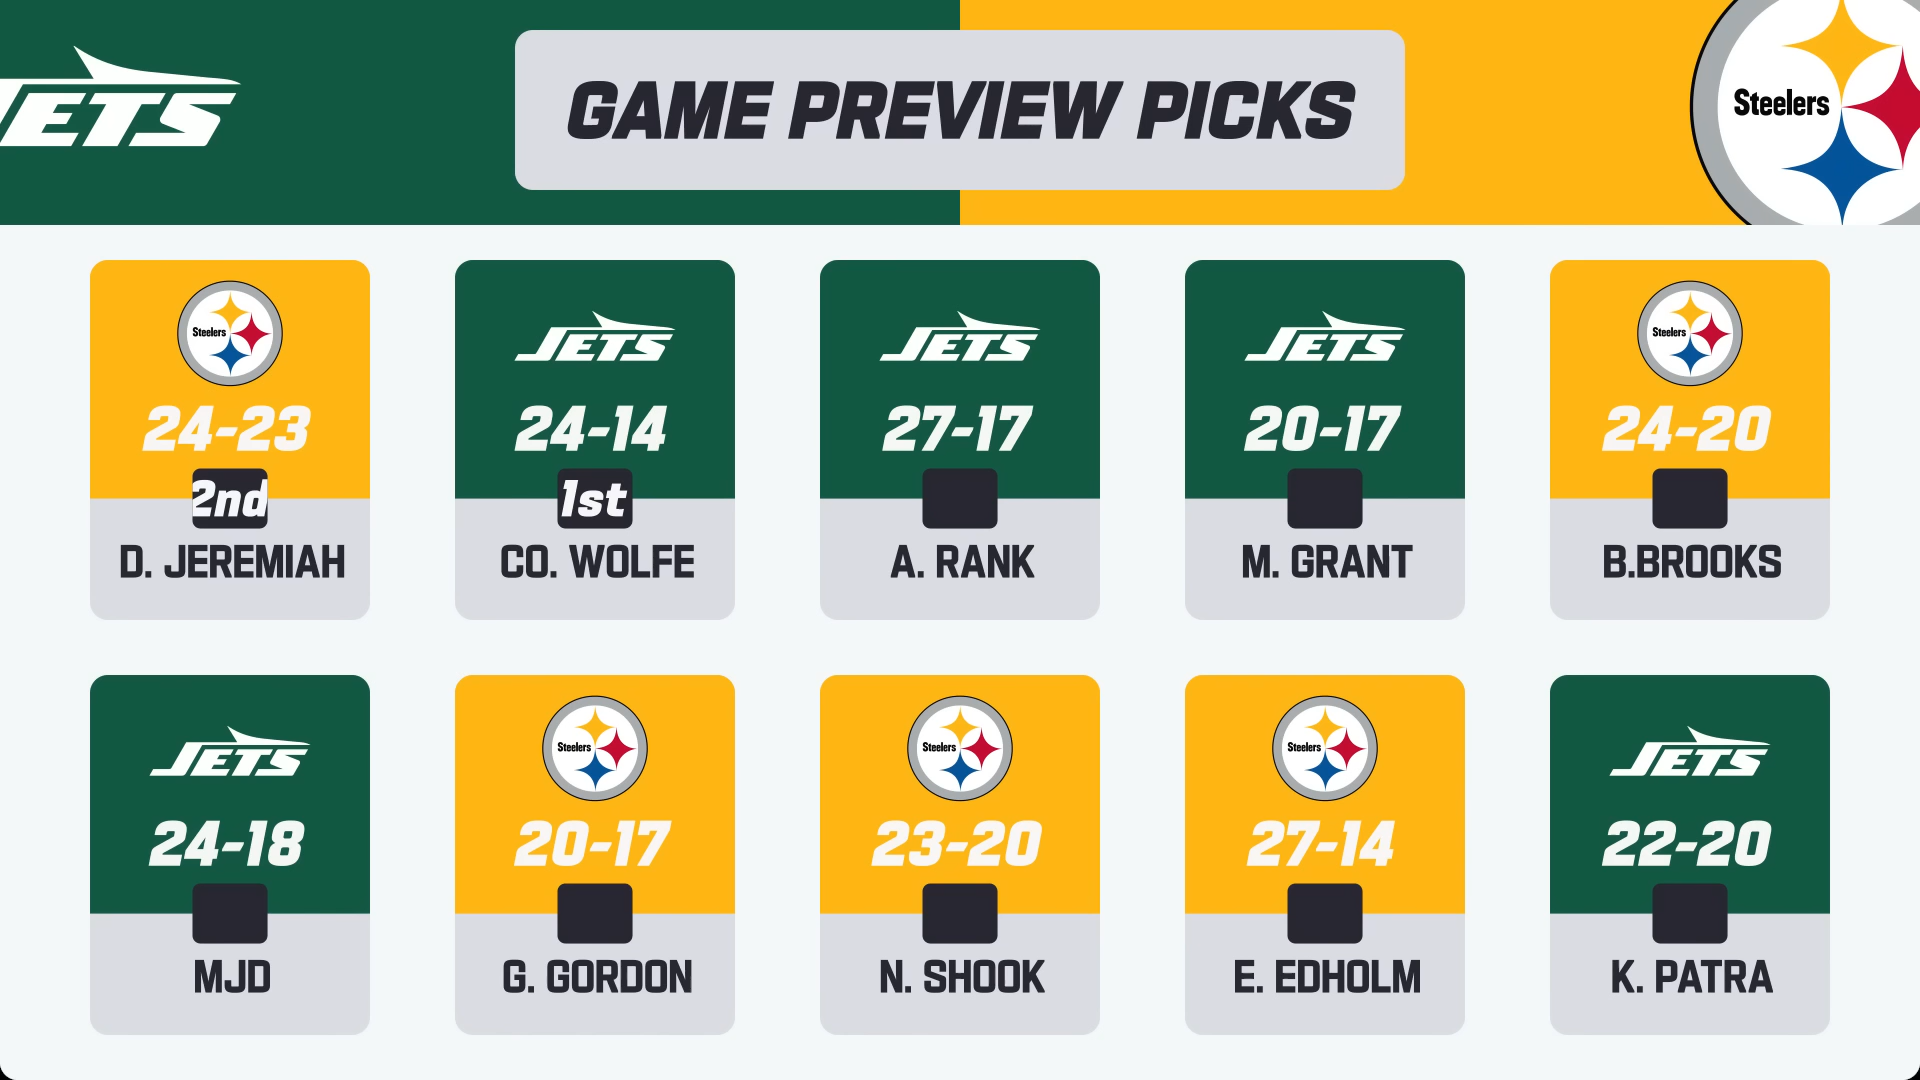 JETS
GAME PREVIEW PICKS
Steelers
Steelers
24-23
2nd
D. JEREMIAH
JETS
24-14
1st
CO. WOLFE
JETS
27-17
A. RANK
JETS
20-17
M. GRANT
Steelers
24-20
B.BROOKS
JETS
24-18
MJD
Steelers
20-17
G. GORDON
Steelers
23-20
N. SHOOK
Steelers
27-14
E. EDHOLM
JETS
22-20
K. PATRA